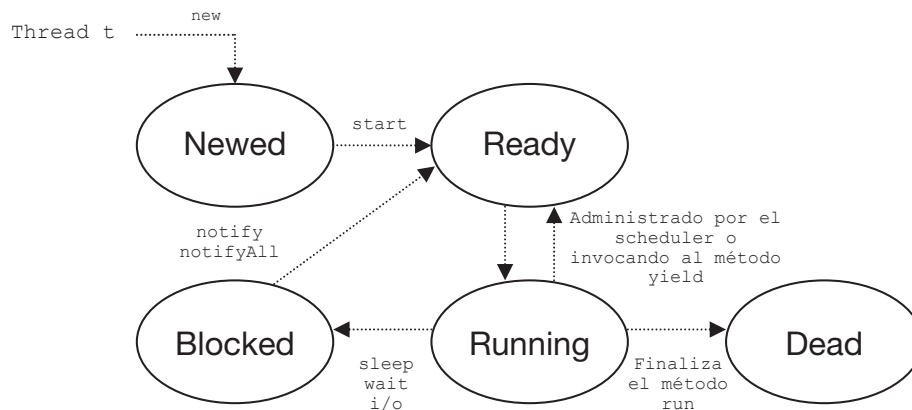 new
Thread t
Newed
start
Ready
notify
notifyAll
Administrado por el
scheduler o
invocando al método
yield
Blocked
sleep
wait
i/o
Running
Finaliza
el método
run
Dead